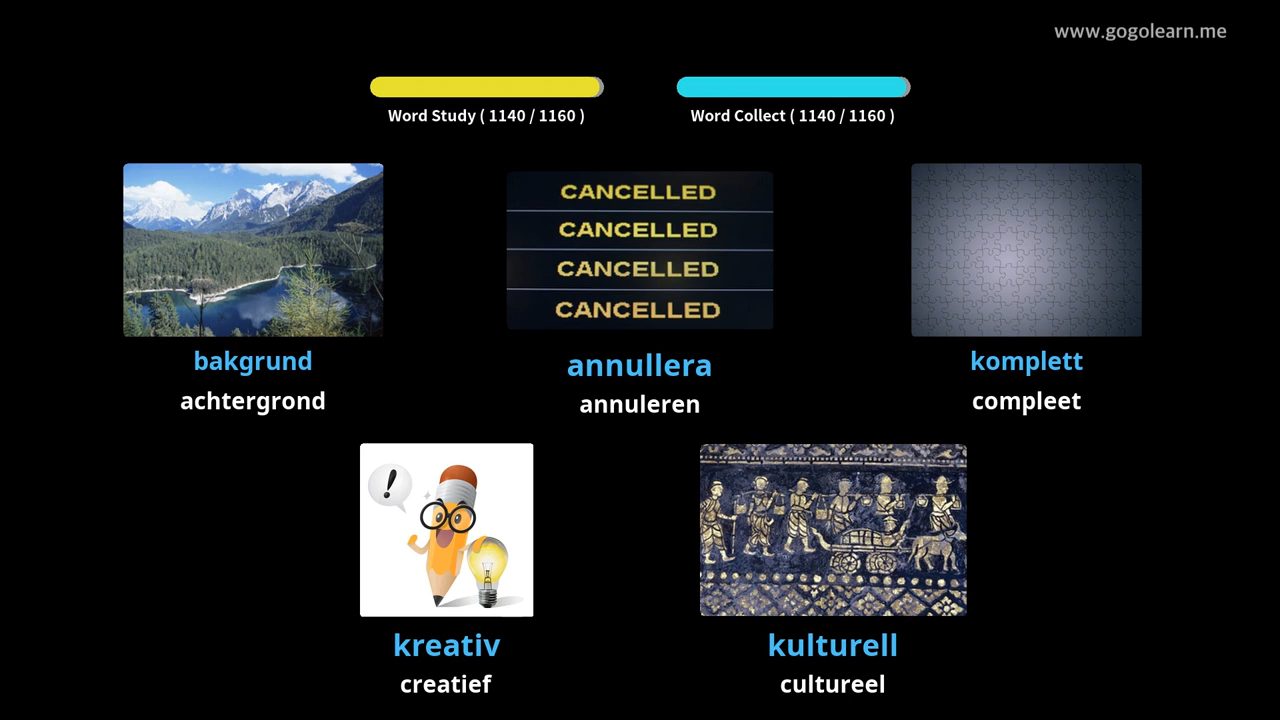 www.gogolearn.me
Word Study ( 1140 / 1160 )
Word Collect ( 1140 / 1160 )
CANCELLED
CANCELLED
CANCELLED
CANCELLED
bakgrund
achtergrond
annullera
annuleren
komplett
compleet
!
kreativ
creatief
kulturell
cultureel